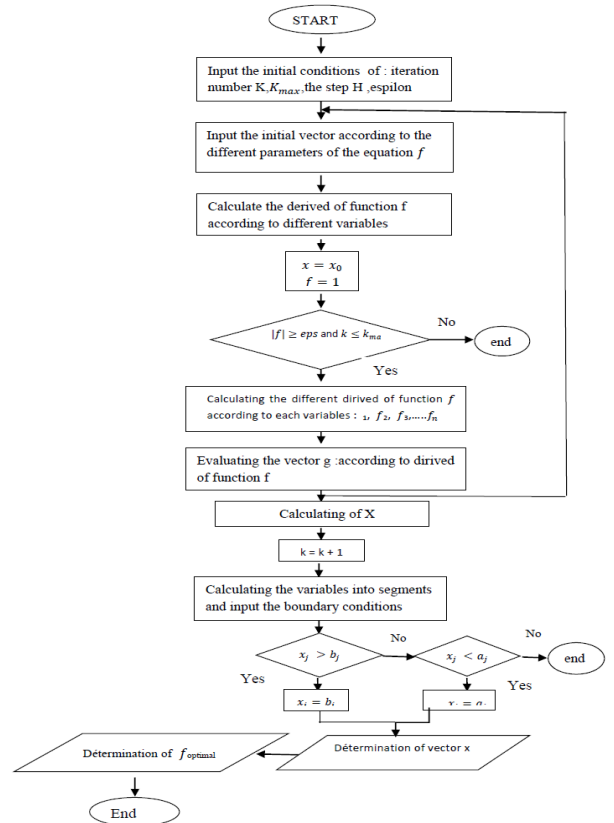 START
Input the initial conditions of : iteration
number K,K_max,the step H ,espilon
Input the initial vector according to the
different parameters of the equation f
Calculate the derived of function f
according to different variables
x = x₀
f = 1
|f| ≥ eps and k ≤ k_ma
No
end
Yes
Calculating the different dirived of function f
according to each variables : ₁, f₂, f₃,.....fₙ
Evaluating the vector g :according to dirived
of function f
Calculating of X
k = k + 1
Calculating the variables into segments
and input the boundary conditions
x_j > b_j
No
x_j < a_j
No
end
Yes
Yes
x_i = b_i
Détermination of vector x
Détermination of f_optimal
End